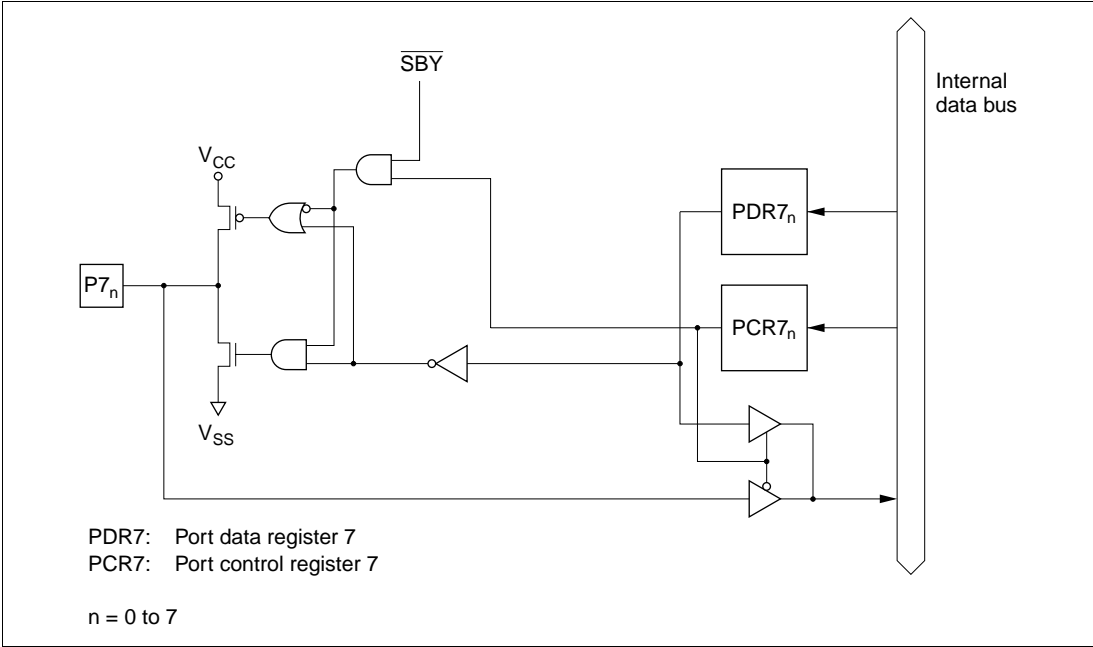 SBY
Internal
data bus
VCC
PDR7n
P7n
PCR7n
VSS
PDR7: Port data register 7
PCR7: Port control register 7
n = 0 to 7